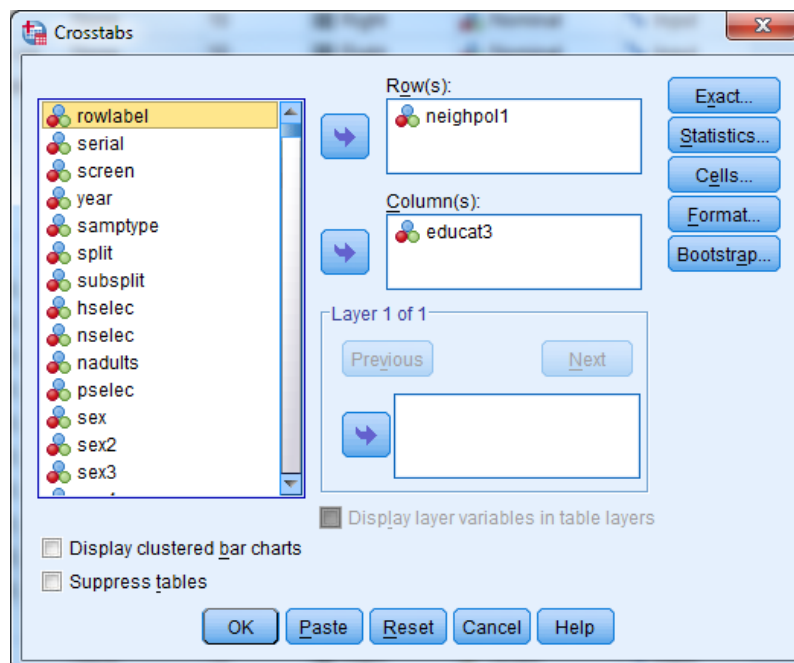 Crosstabs
rowlabel
serial
screen
year
samptype
split
subsplit
hselec
nselec
nadults
pselec
sex
sex2
sex3
Row(s):
neighpol1
Column(s):
educat3
Layer 1 of 1
Previous
Next
Display layer variables in table layers
Exact...
Statistics...
Cells...
Format...
Bootstrap...
Display clustered bar charts
Suppress tables
OK
Paste
Reset
Cancel
Help